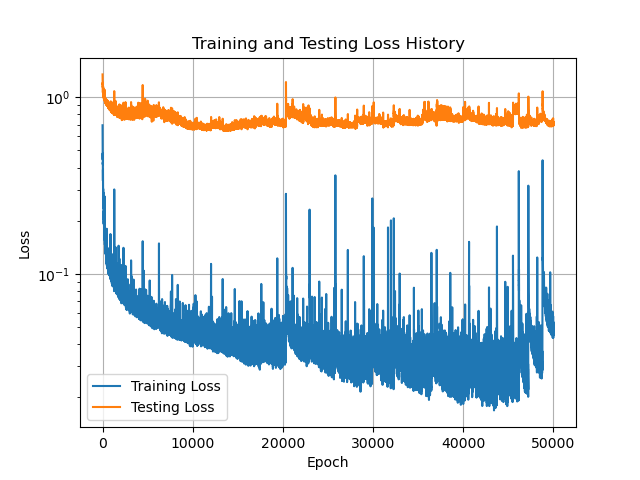 Training and Testing Loss History
Loss
10⁰
10⁻¹
Training Loss
Testing Loss
0 10000 20000 30000 40000 50000
Epoch